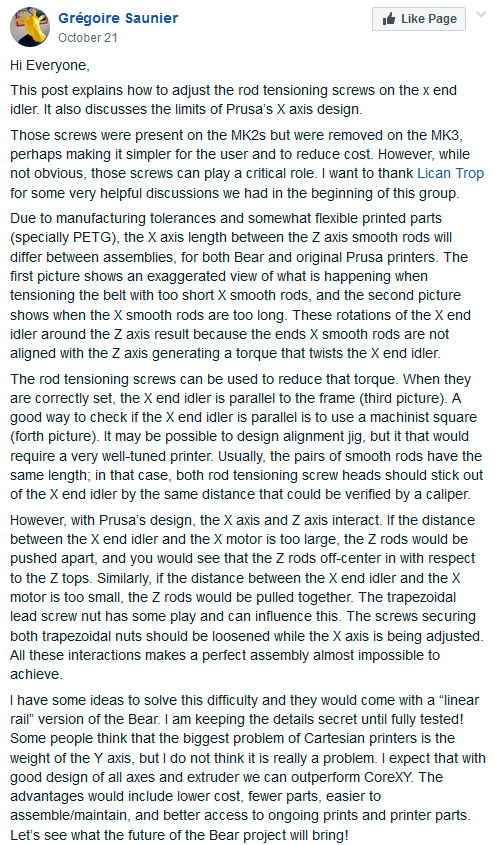 Grégoire Saunier
Like Page
October 21
Hi Everyone,
This post explains how to adjust the rod tensioning screws on the x end
idler. It also discusses the limits of Prusa's X axis design.
Those screws were present on the MK2s but were removed on the MK3,
perhaps making it simpler for the user and to reduce cost. However, while
not obvious, those screws can play a critical role. I want to thank Lican Trop
for some very helpful discussions we had in the beginning of this group.
Due to manufacturing tolerances and somewhat flexible printed parts
(specially PETG), the X axis length between the Z axis smooth rods will
differ between assemblies, for both Bear and original Prusa printers. The
first picture shows an exaggerated view of what is happening when
tensioning the belt with too short X smooth rods, and the second picture
shows when the X smooth rods are too long. These rotations of the X end
idler around the Z axis result because the ends X smooth rods are not
aligned with the Z axis generating a torque that twists the X end idler.
The rod tensioning screws can be used to reduce that torque. When they
are correctly set, the X end idler is parallel to the frame (third picture). A
good way to check if the X end idler is parallel is to use a machinist square
(forth picture). It may be possible to design alignment jig, but it that would
require a very well-tuned printer. Usually, the pairs of smooth rods have the
same length; in that case, both rod tensioning screw heads should stick out
of the X end idler by the same distance that could be verified by a caliper.
However, with Prusa's design, the X axis and Z axis interact. If the distance
between the X end idler and the X motor is too large, the Z rods would be
pushed apart, and you would see that the Z rods off-center in with respect
to the Z tops. Similarly, if the distance between the X end idler and the X
motor is too small, the Z rods would be pulled together. The trapezoidal
lead screw nut has some play and can influence this. The screws securing
both trapezoidal nuts should be loosened while the X axis is being adjusted.
All these interactions makes a perfect assembly almost impossible to
achieve.
I have some ideas to solve this difficulty and they would come with a “linear
rail” version of the Bear. I am keeping the details secret until fully tested!
Some people think that the biggest problem of Cartesian printers is the
weight of the Y axis, but I do not think it is really a problem. I expect that with
good design of all axes and extruder we can outperform CoreXY. The
advantages would include lower cost, fewer parts, easier to
assemble/maintain, and better access to ongoing prints and printer parts.
Let's see what the future of the Bear project will bring!